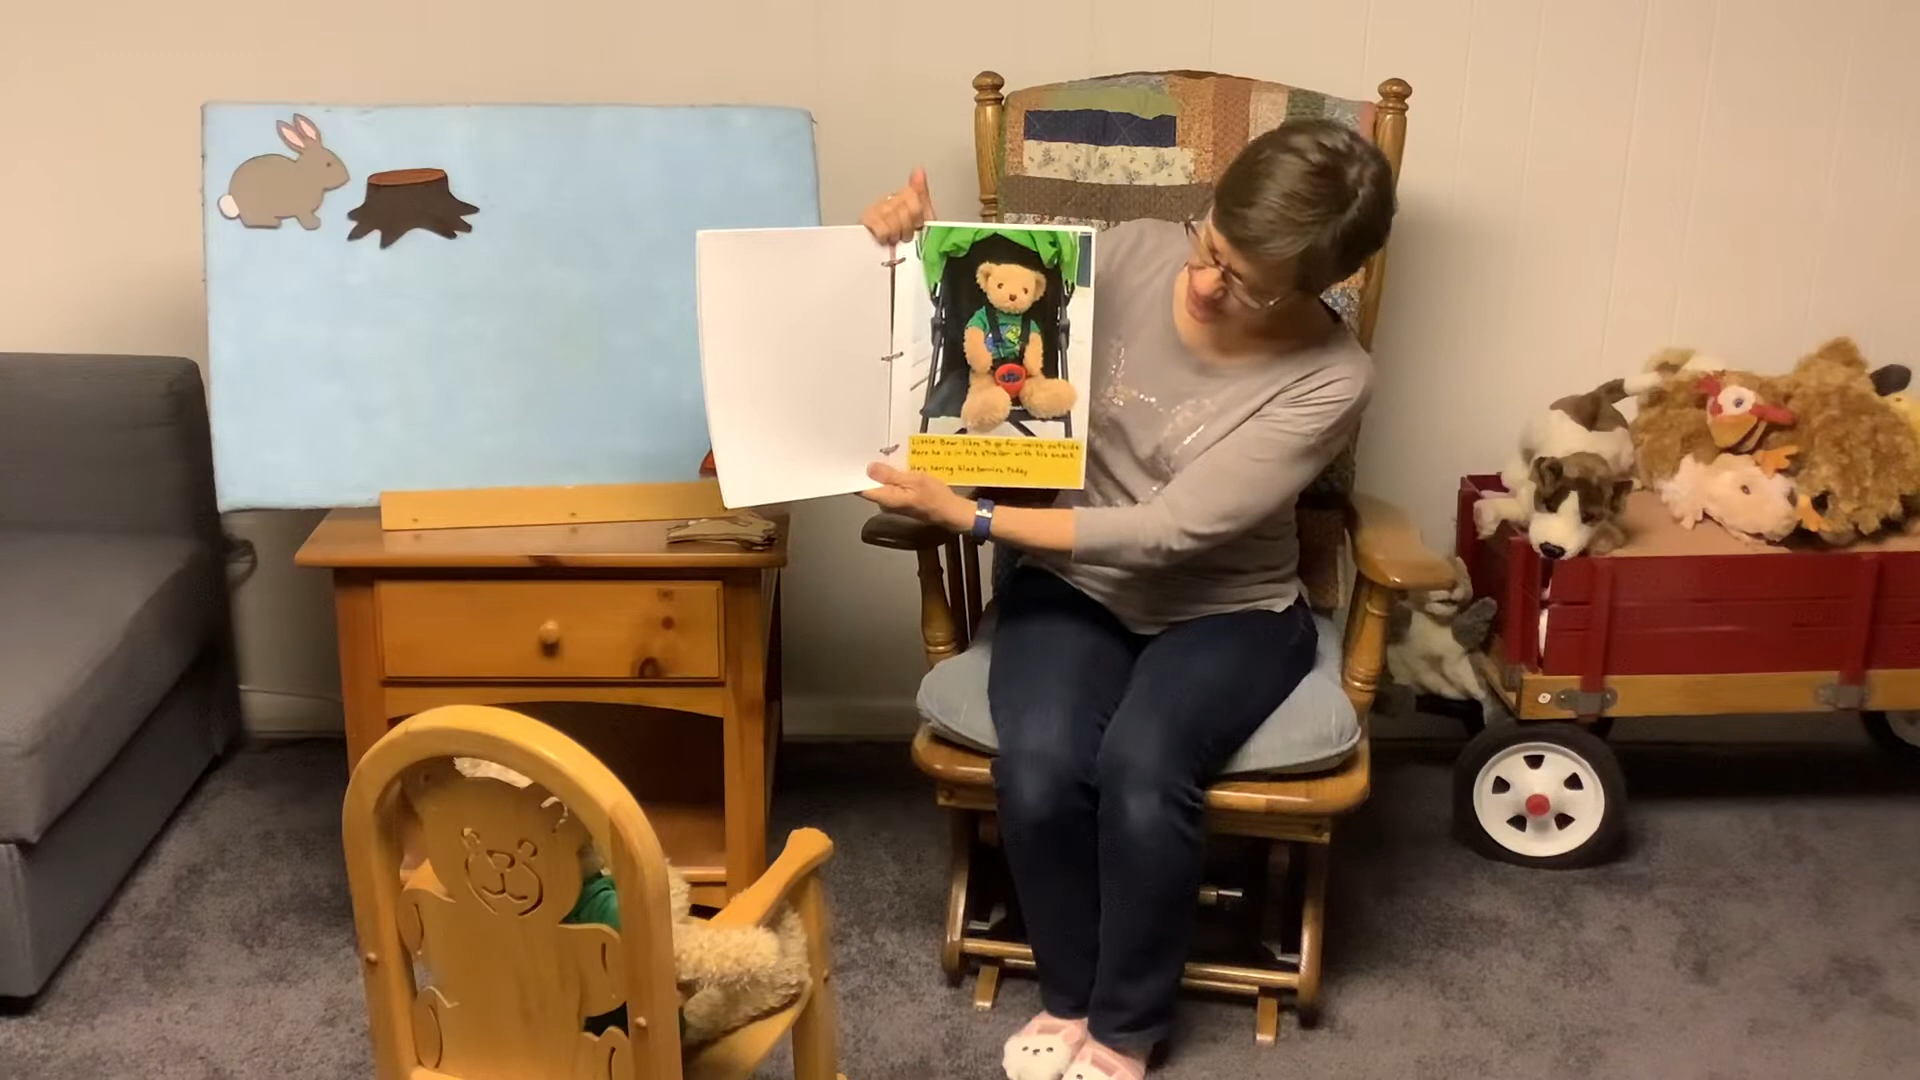 Little Bear likes to go for walks outside.
Here he is in his stroller with his snack.
He's having blueberries today.